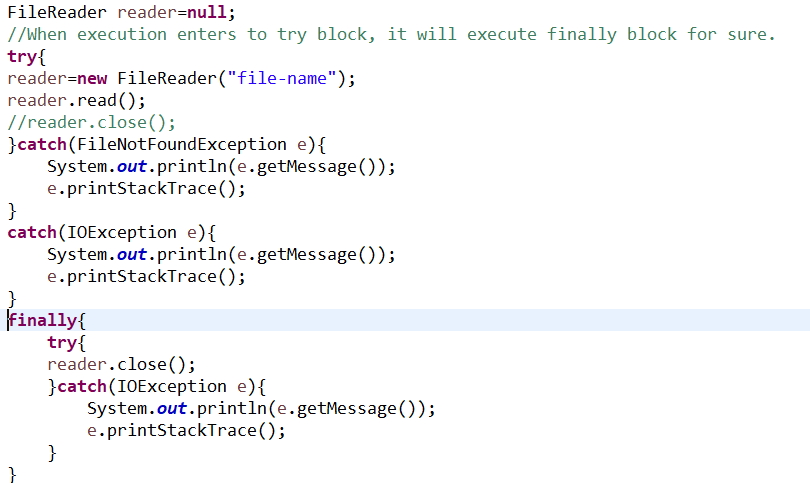 FileReader reader=null;
//When execution enters to try block, it will execute finally block for sure.
try{
reader=new FileReader("file-name");
reader.read();
//reader.close();
}catch(FileNotFoundException e){
    System.out.println(e.getMessage());
    e.printStackTrace();
}
catch(IOException e){
    System.out.println(e.getMessage());
    e.printStackTrace();
}
finally{
    try{
    reader.close();
    }catch(IOException e){
        System.out.println(e.getMessage());
        e.printStackTrace();
    }
}